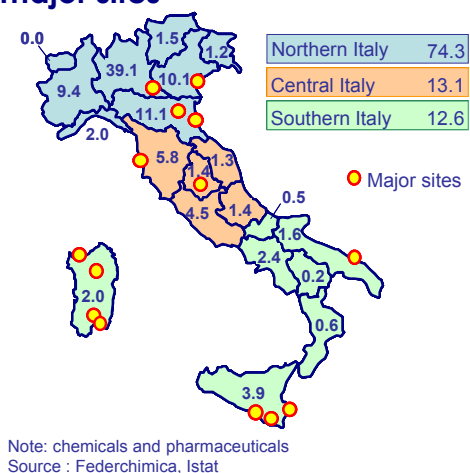 major sites
0.0
1.5
1.2
39.1
10.1
9.4
11.1
2.0
Northern Italy 74.3
Central Italy 13.1
Southern Italy 12.6
Major sites
5.8
1.3
1.4
4.5
1.4
0.5
1.6
2.4
0.2
2.0
0.6
3.9
Note: chemicals and pharmaceuticals
Source : Federchimica, Istat